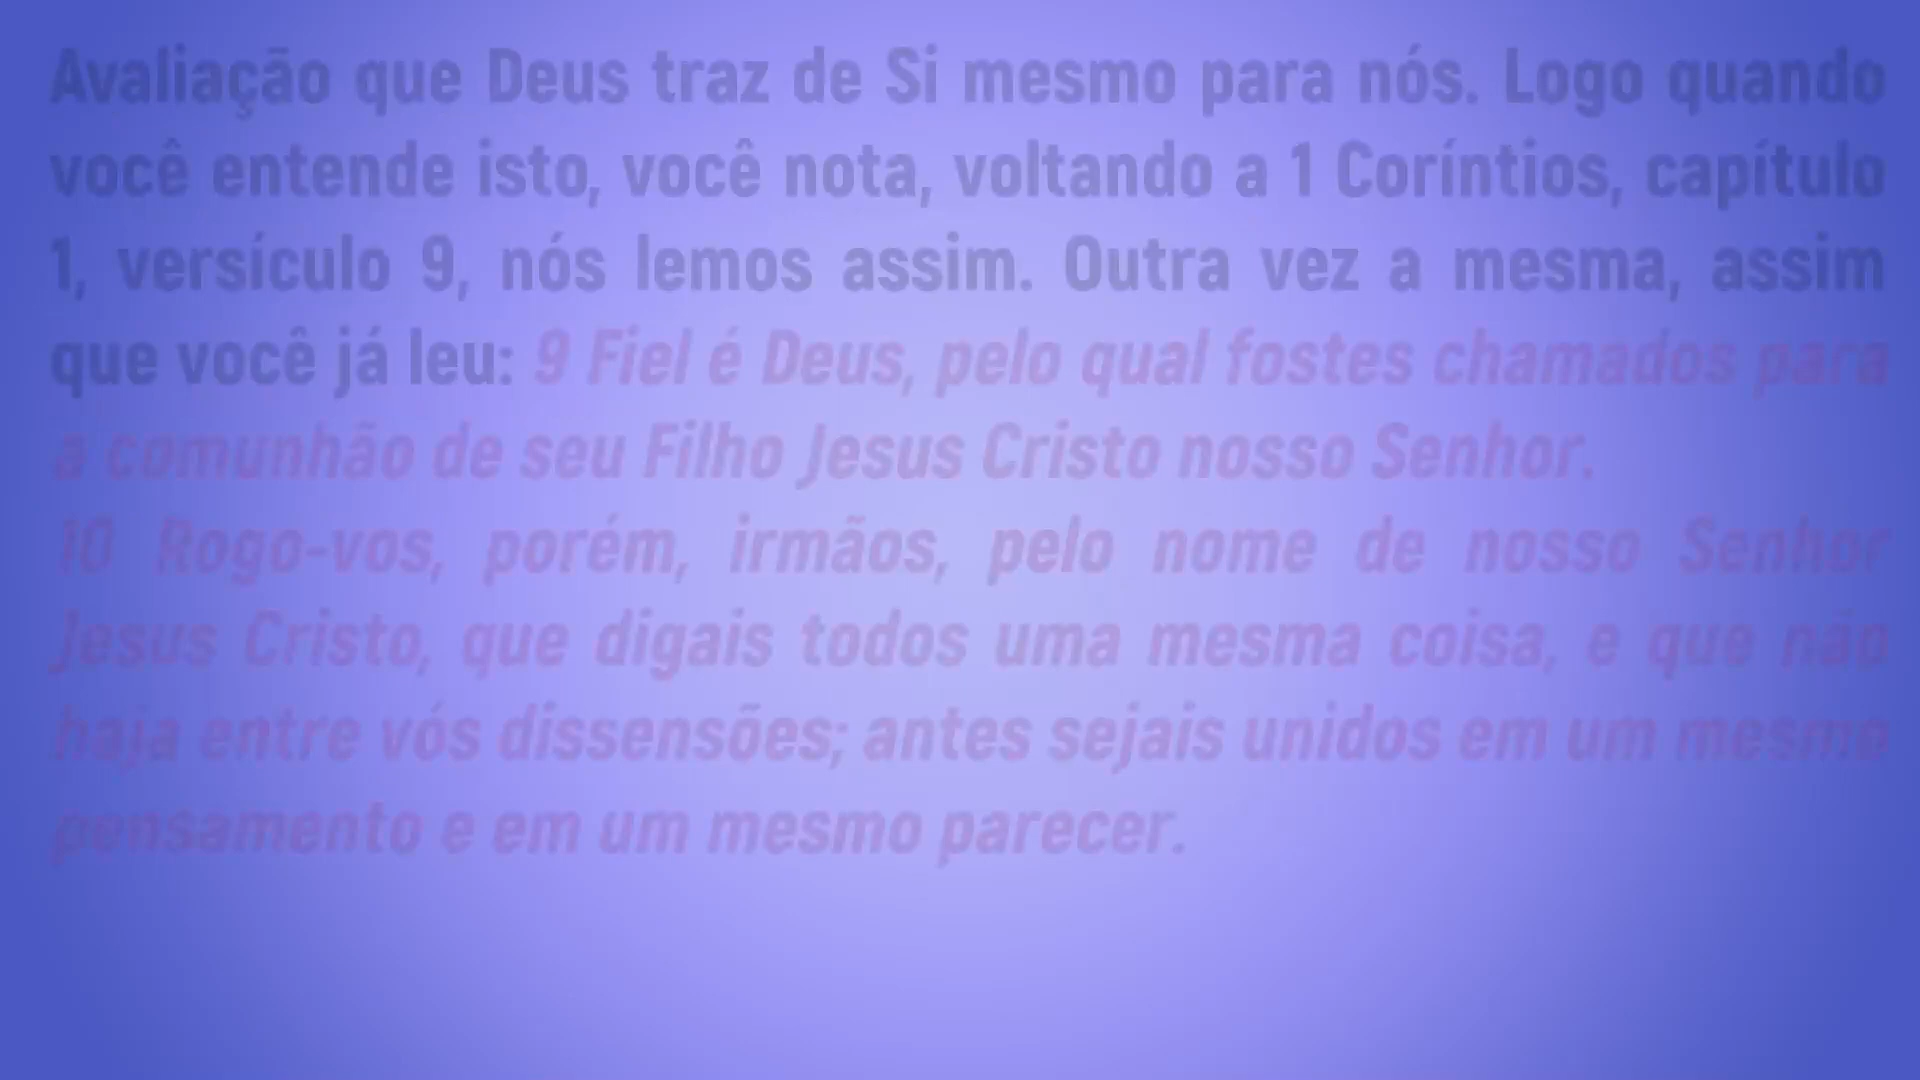 Avaliação que Deus traz de Si mesmo para nós. Logo quando
você entende isto, você nota, voltando a 1 Coríntios, capítulo
1, versículo 9, nós lemos assim. Outra vez a mesma, assim
que você já leu: 9 Fiel é Deus, pelo qual fostes chamados para
a comunhão de seu Filho Jesus Cristo nosso Senhor.
10 Rogo-vos, porém, irmãos, pelo nome de nosso Senhor
Jesus Cristo, que digais todos uma mesma coisa, e que não
haja entre vós dissensões; antes sejais unidos em um mesmo
pensamento e em um mesmo parecer.